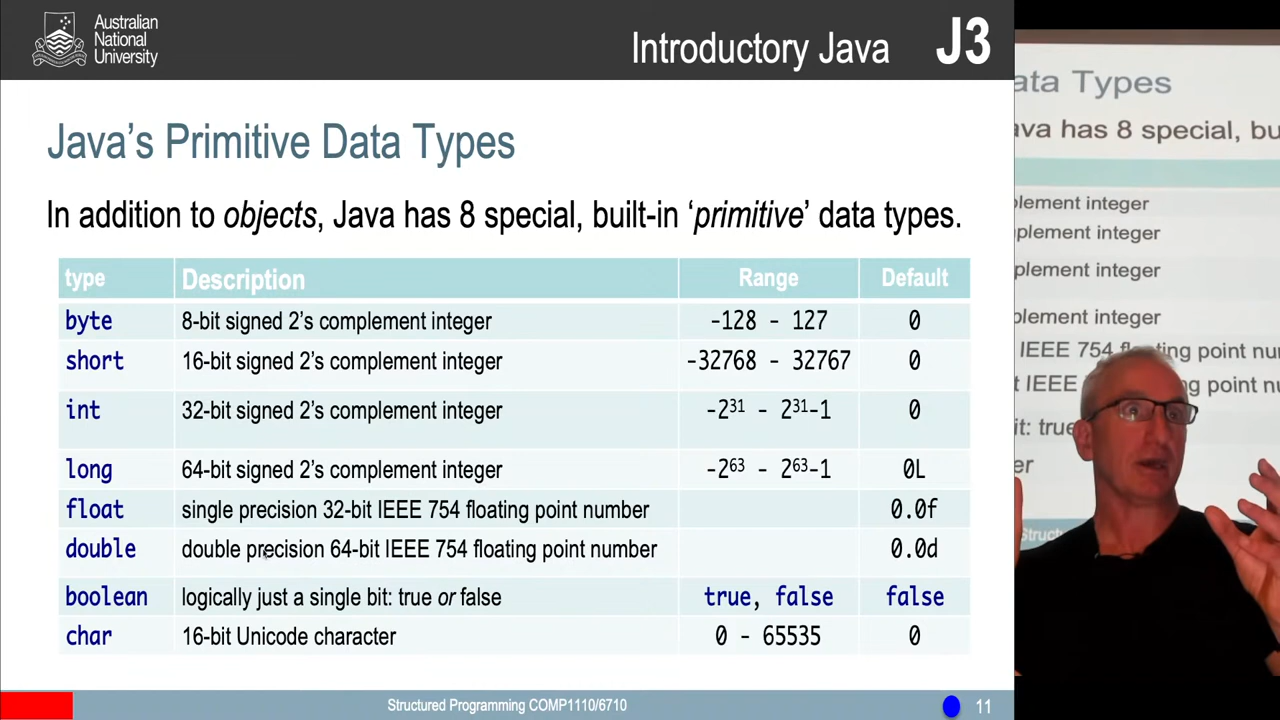 Australian
National
University
Introductory Java J3
Java's Primitive Data Types
In addition to objects, Java has 8 special, built-in 'primitive' data types.
type Description Range Default
byte 8-bit signed 2's complement integer -128 - 127 0
short 16-bit signed 2's complement integer -32768 - 32767 0
int 32-bit signed 2's complement integer -2³¹ - 2³¹-1 0
long 64-bit signed 2's complement integer -2⁶³ - 2⁶³-1 0L
float single precision 32-bit IEEE 754 floating point number 0.0f
double double precision 64-bit IEEE 754 floating point number 0.0d
boolean logically just a single bit: true or false true, false false
char 16-bit Unicode character 0 - 65535 0
Structured Programming COMP1110/6710
11
ata Types
ava has 8 special, bu
plement integer
plement integer
plement integer
plement integer
IEEE 754 floating point nu
IEEE ng point nu
it: true
er
Structu